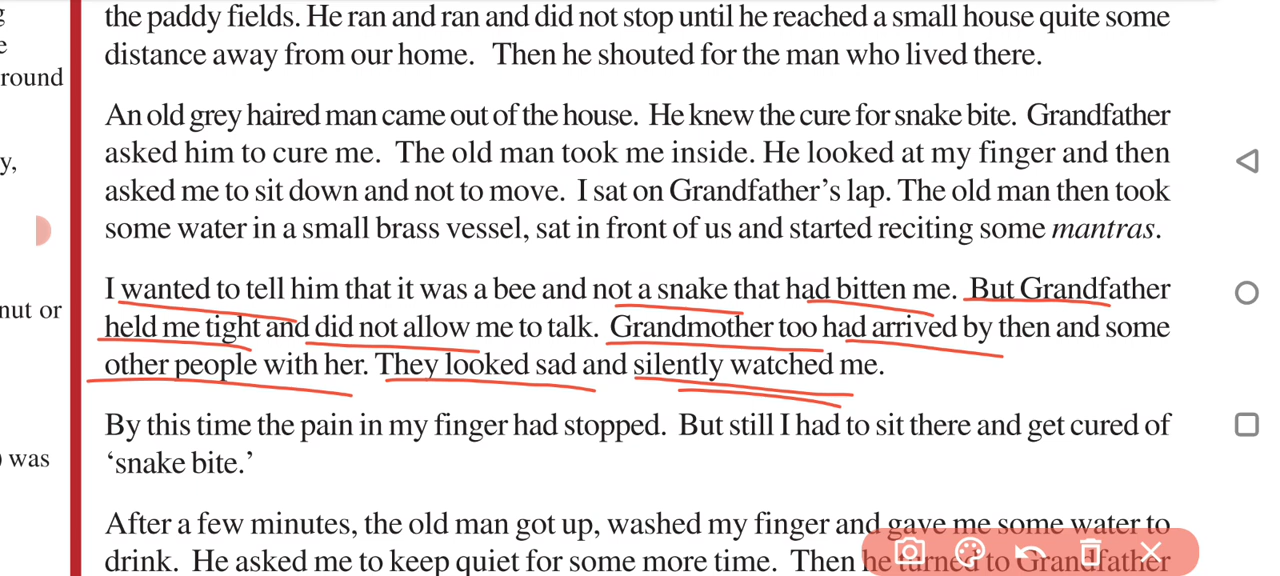 round
y,
nut or
was
the paddy fields. He ran and ran and did not stop until he reached a small house quite some
distance away from our home. Then he shouted for the man who lived there.
An old grey haired man came out of the house. He knew the cure for snake bite. Grandfather
asked him to cure me. The old man took me inside. He looked at my finger and then
asked me to sit down and not to move. I sat on Grandfather's lap. The old man then took
some water in a small brass vessel, sat in front of us and started reciting some mantras.
I wanted to tell him that it was a bee and not a snake that had bitten me. But Grandfather
held me tight and did not allow me to talk. Grandmother too had arrived by then and some
other people with her. They looked sad and silently watched me.
By this time the pain in my finger had stopped. But still I had to sit there and get cured of
‘snake bite.’
After a few minutes, the old man got up, washed my finger and gave me some water to
drink. He asked me to keep quiet for some more time. Then he turned to Grandfather